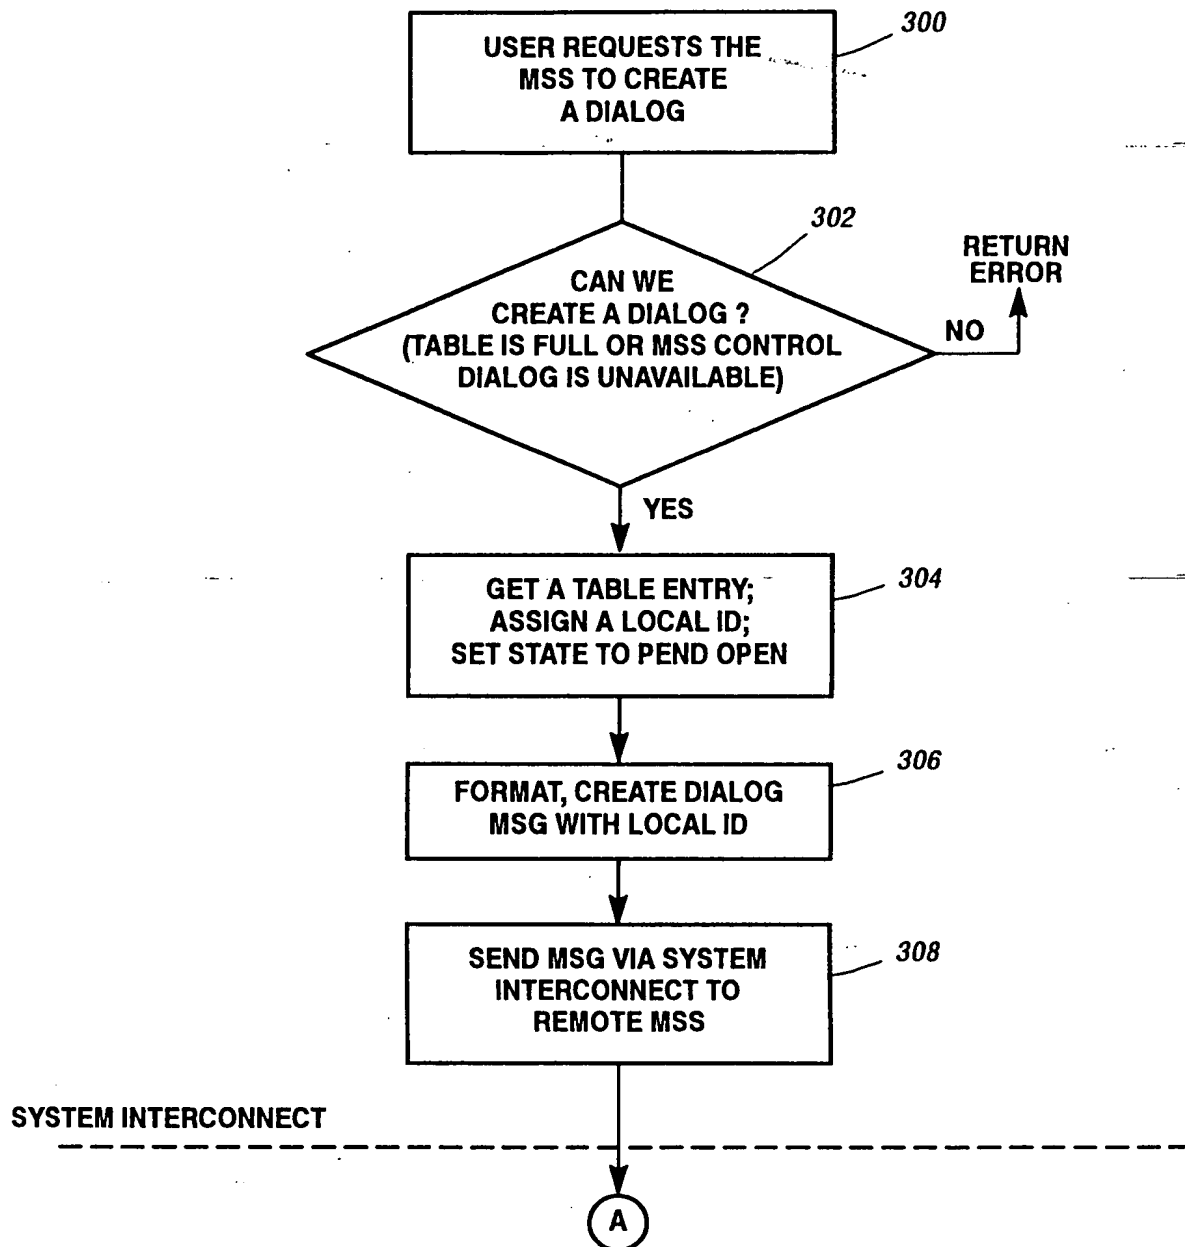 300
USER REQUESTS THE
MSS TO CREATE
A DIALOG
302
RETURN
ERROR
CAN WE
CREATE A DIALOG ?
(TABLE IS FULL OR MSS CONTROL
DIALOG IS UNAVAILABLE)
NO
YES
304
GET A TABLE ENTRY;
ASSIGN A LOCAL ID;
SET STATE TO PEND OPEN
306
FORMAT, CREATE DIALOG
MSG WITH LOCAL ID
308
SEND MSG VIA SYSTEM
INTERCONNECT TO
REMOTE MSS
SYSTEM INTERCONNECT
A